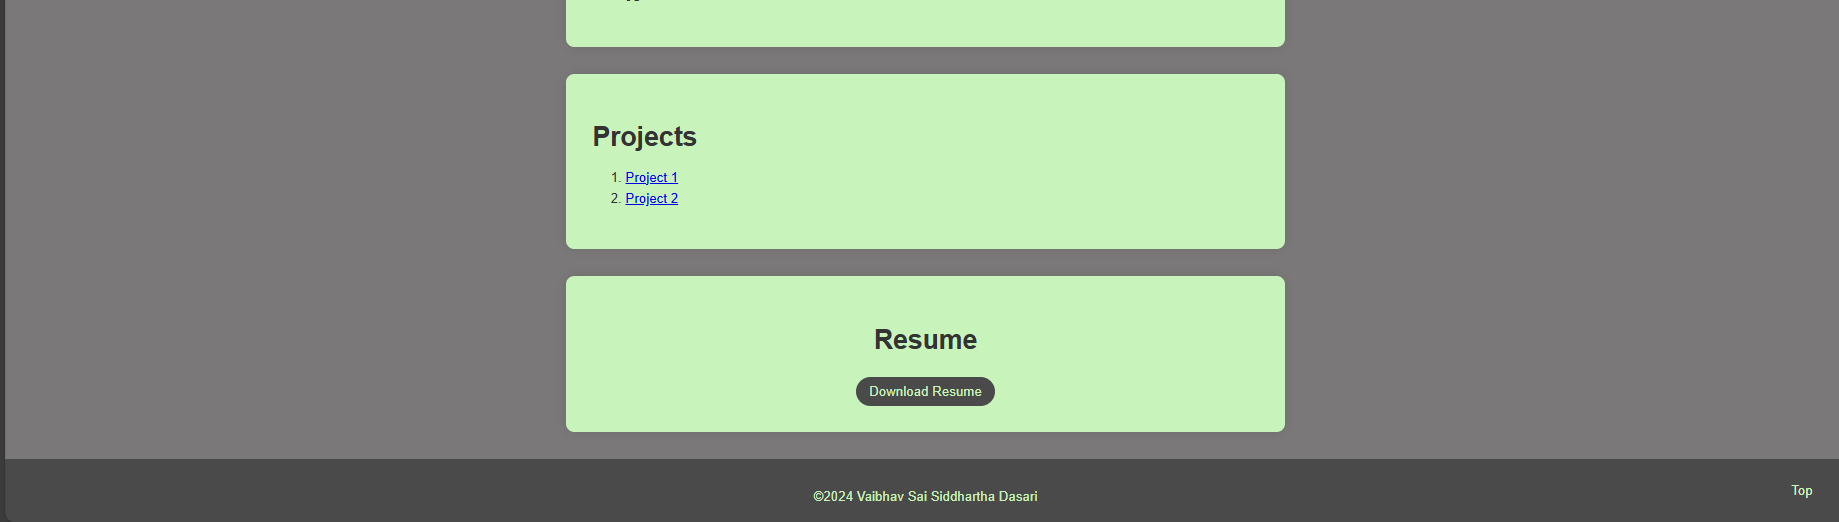 Projects
1. Project 1
2. Project 2
Resume
Download Resume
©2024 Vaibhav Sai Siddhartha Dasari
Top